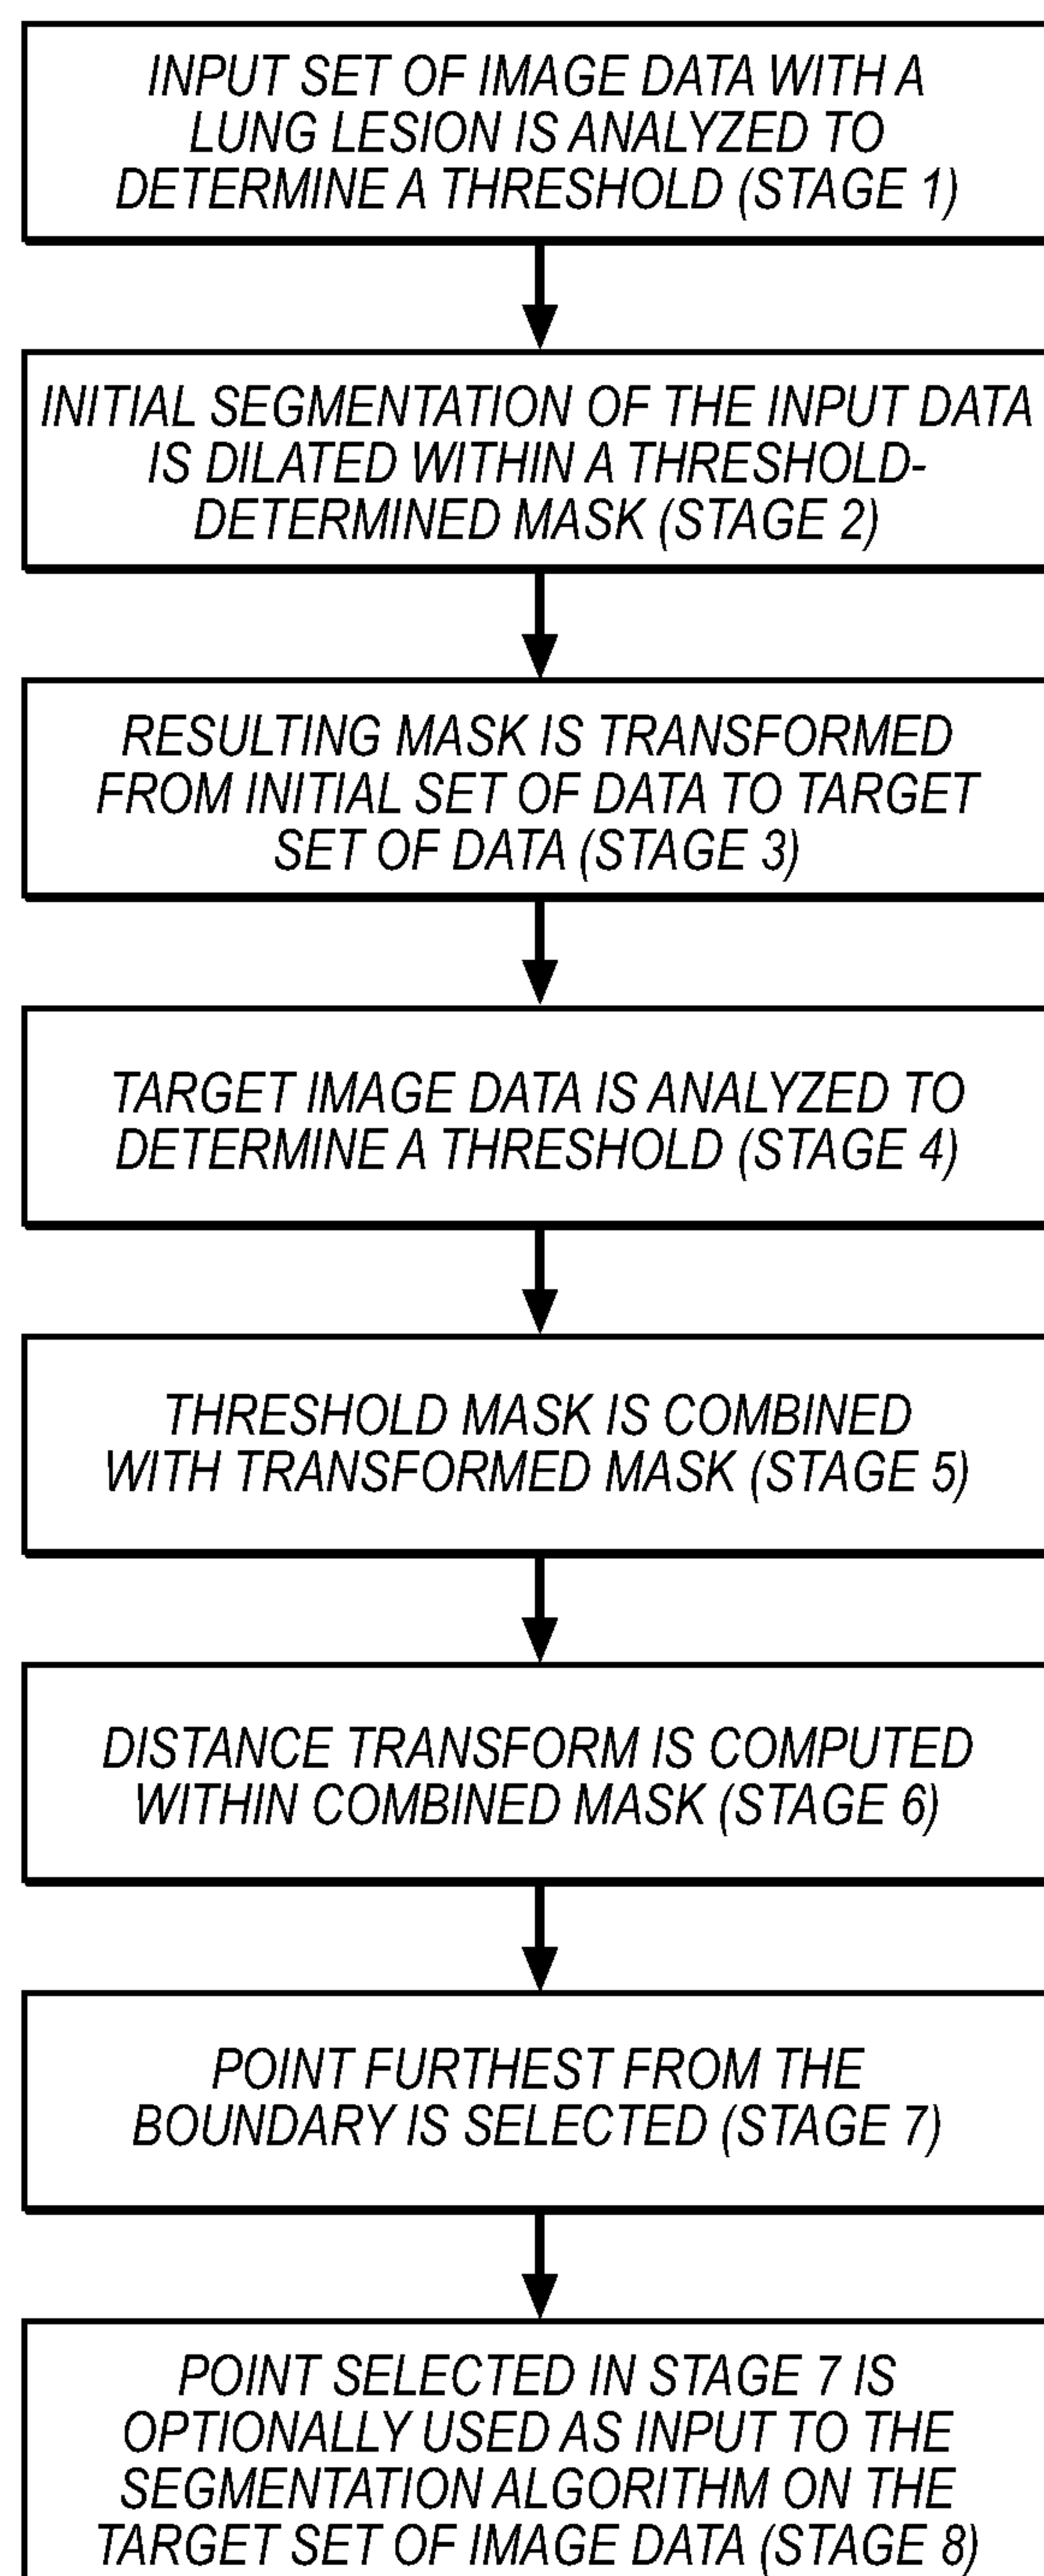 INPUT SET OF IMAGE DATA WITH A
LUNG LESION IS ANALYZED TO
DETERMINE A THRESHOLD (STAGE 1)
INITIAL SEGMENTATION OF THE INPUT DATA
IS DILATED WITHIN A THRESHOLD-
DETERMINED MASK (STAGE 2)
RESULTING MASK IS TRANSFORMED
FROM INITIAL SET OF DATA TO TARGET
SET OF DATA (STAGE 3)
TARGET IMAGE DATA IS ANALYZED TO
DETERMINE A THRESHOLD (STAGE 4)
THRESHOLD MASK IS COMBINED
WITH TRANSFORMED MASK (STAGE 5)
DISTANCE TRANSFORM IS COMPUTED
WITHIN COMBINED MASK (STAGE 6)
POINT FURTHEST FROM THE
BOUNDARY IS SELECTED (STAGE 7)
POINT SELECTED IN STAGE 7 IS
OPTIONALLY USED AS INPUT TO THE
SEGMENTATION ALGORITHM ON THE
TARGET SET OF IMAGE DATA (STAGE 8)